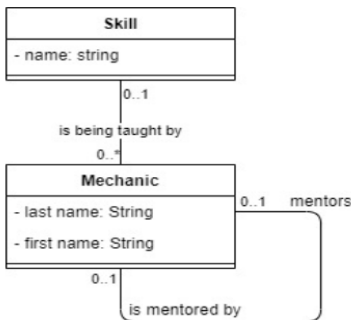 Skill
- name: string
0..1
is being taught by
0..*
Mechanic
- last name: String
- first name: String
0..1 mentors
0..1
is mentored by